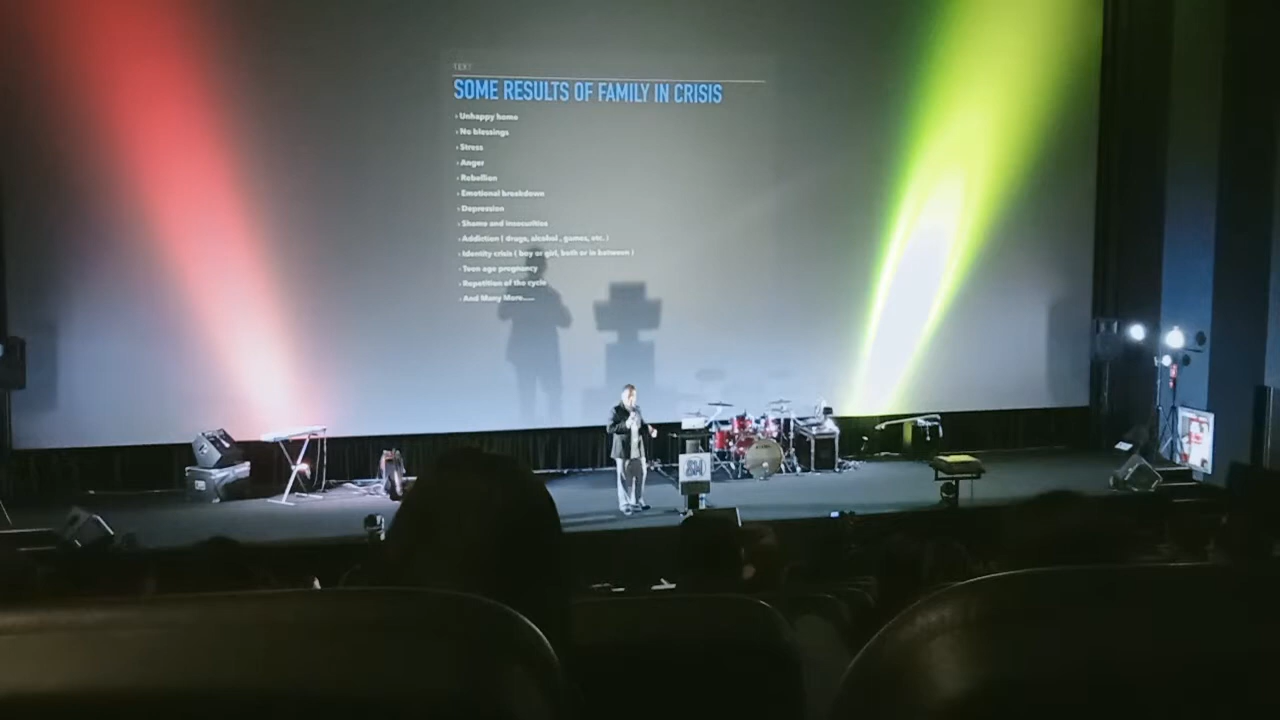 TEXT
SOME RESULTS OF FAMILY IN CRISIS
› Unhappy home
› No blessings
› Stress
› Anger
› Rebellion
› Emotional breakdown
› Depression
› Shame and insecurities
› Addiction ( drugs, alcohol , games, etc. )
› Identity crisis ( boy or girl, both or in between )
› Teen age pregnancy
› Repetition of the cycle
› And Many More.....
SM